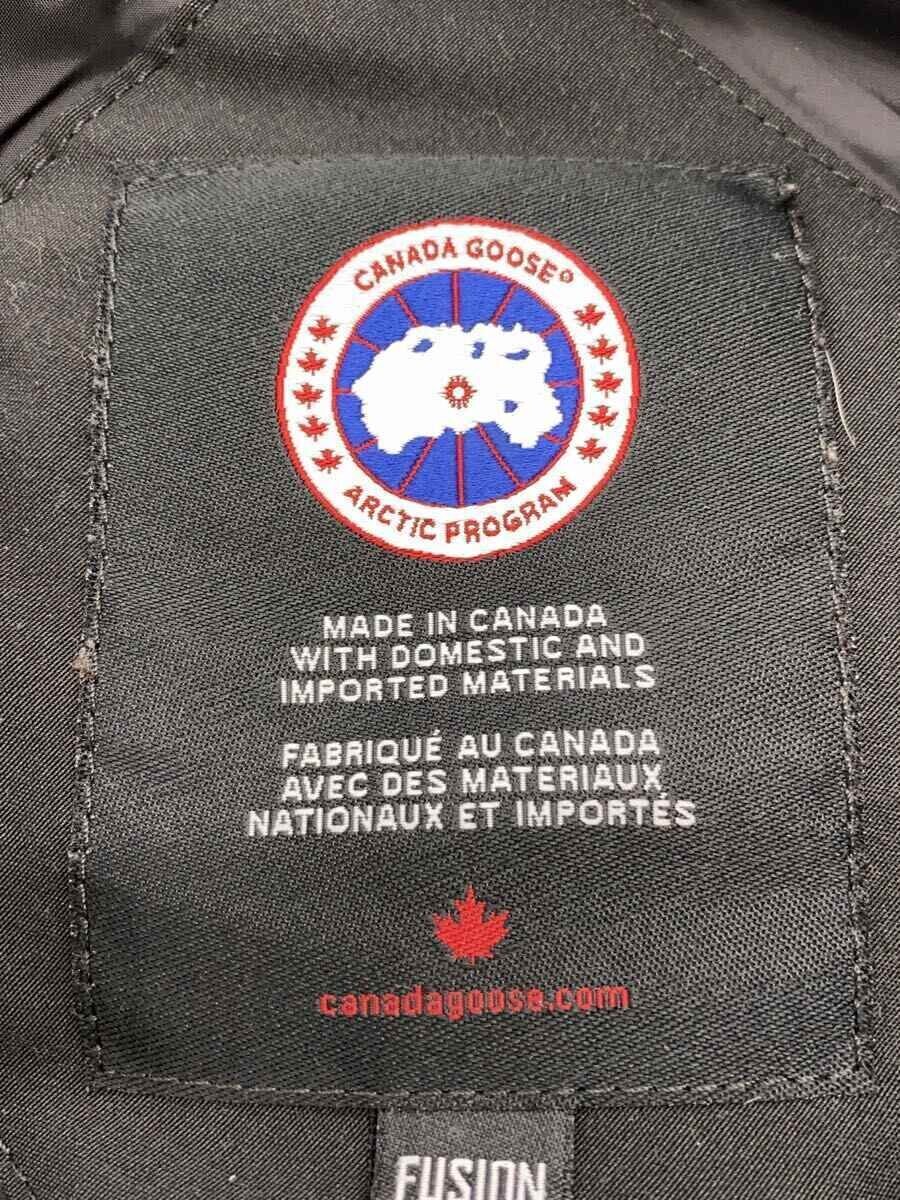 CANADA GOOSE®
ARCTIC PROGRAM
MADE IN CANADA
WITH DOMESTIC AND
IMPORTED MATERIALS
FABRIQUÉ AU CANADA
AVEC DES MATERIAUX
NATIONAUX ET IMPORTÉS
canadagoose.com
FUSION